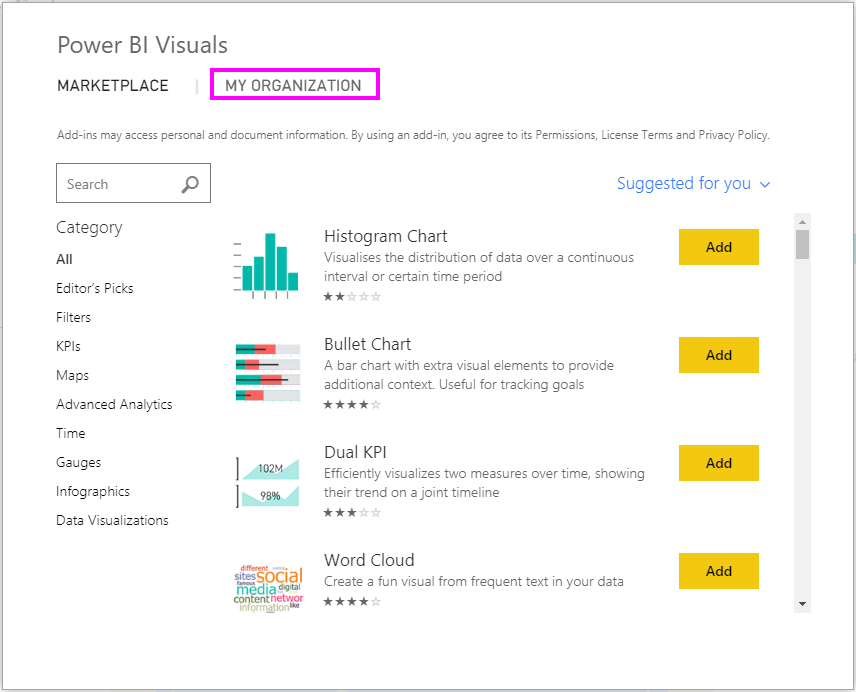 Power BI Visuals
MARKETPLACE | MY ORGANIZATION
Add-ins may access personal and document information. By using an add-in, you agree to its Permissions, License Terms and Privacy Policy.
Search
Suggested for you
Category
All
Editor's Picks
Filters
KPIs
Maps
Advanced Analytics
Time
Gauges
Infographics
Data Visualizations
Histogram Chart
Visualises the distribution of data over a continuous
interval or certain time period
★★☆☆☆
Add
Bullet Chart
A bar chart with extra visual elements to provide
additional context. Useful for tracking goals
★★★★☆
Add
102M
98%
Dual KPI
Efficiently visualizes two measures over time, showing
their trend on a joint timeline
★★★☆☆
Add
different
sites social
famous
media digital
content networ
information like
Word Cloud
Create a fun visual from frequent text in your data
★★★★☆
Add